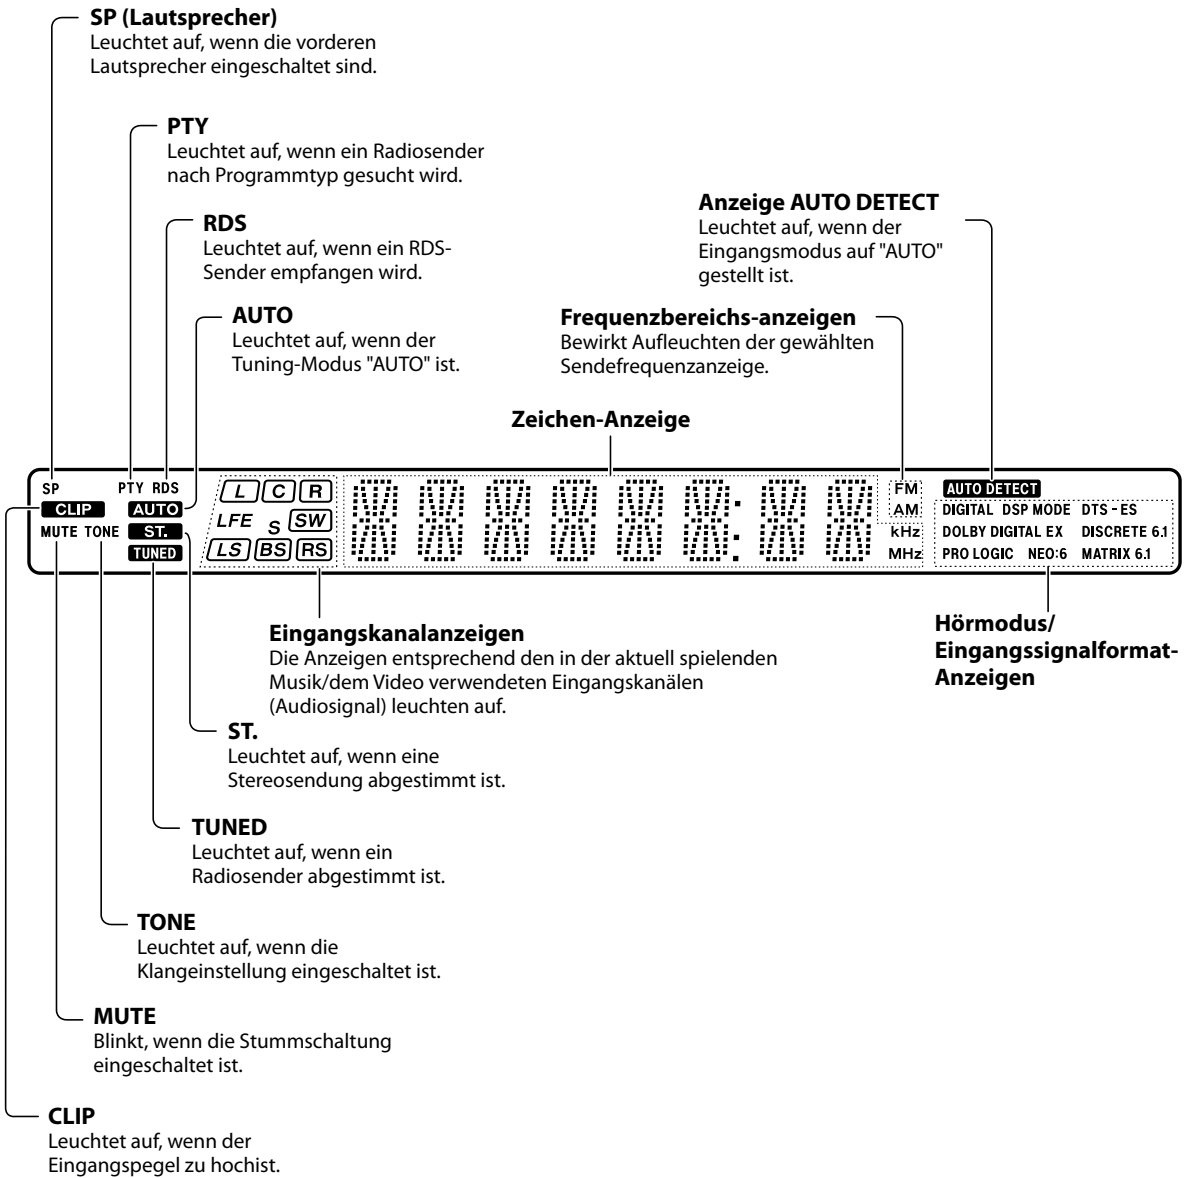 SP (Lautsprecher)
Leuchtet auf, wenn die vorderen
Lautsprecher eingeschaltet sind.
PTY
Leuchtet auf, wenn ein Radiosender
nach Programmtyp gesucht wird.
RDS
Leuchtet auf, wenn ein RDS-
Sender empfangen wird.
AUTO
Leuchtet auf, wenn der
Tuning-Modus "AUTO" ist.
Anzeige AUTO DETECT
Leuchtet auf, wenn der
Eingangsmodus auf "AUTO"
gestellt ist.
Frequenzbereichs-anzeigen
Bewirkt Aufleuchten der gewählten
Sendefrequenzanzeige.
Zeichen-Anzeige
SP PTY RDS
CLIP AUTO
MUTE TONE ST.
TUNED
L C R
LFE S SW
LS BS RS
FM
AM
kHz
MHz
AUTO DETECT
DIGITAL DSP MODE DTS-ES
DOLBY DIGITAL EX DISCRETE 6.1
PRO LOGIC NEO:6 MATRIX 6.1
Eingangskanalanzeigen
Die Anzeigen entsprechend den in der aktuell spielenden
Musik/dem Video verwendeten Eingangskanälen
(Audiosignal) leuchten auf.
Hörmodus/
Eingangssignalformat-
Anzeigen
ST.
Leuchtet auf, wenn eine
Stereosendung abgestimmt ist.
TUNED
Leuchtet auf, wenn ein
Radiosender abgestimmt ist.
TONE
Leuchtet auf, wenn die
Klangeinstellung eingeschaltet ist.
MUTE
Blinkt, wenn die Stummschaltung
eingeschaltet ist.
CLIP
Leuchtet auf, wenn der
Eingangspegel zu hochist.